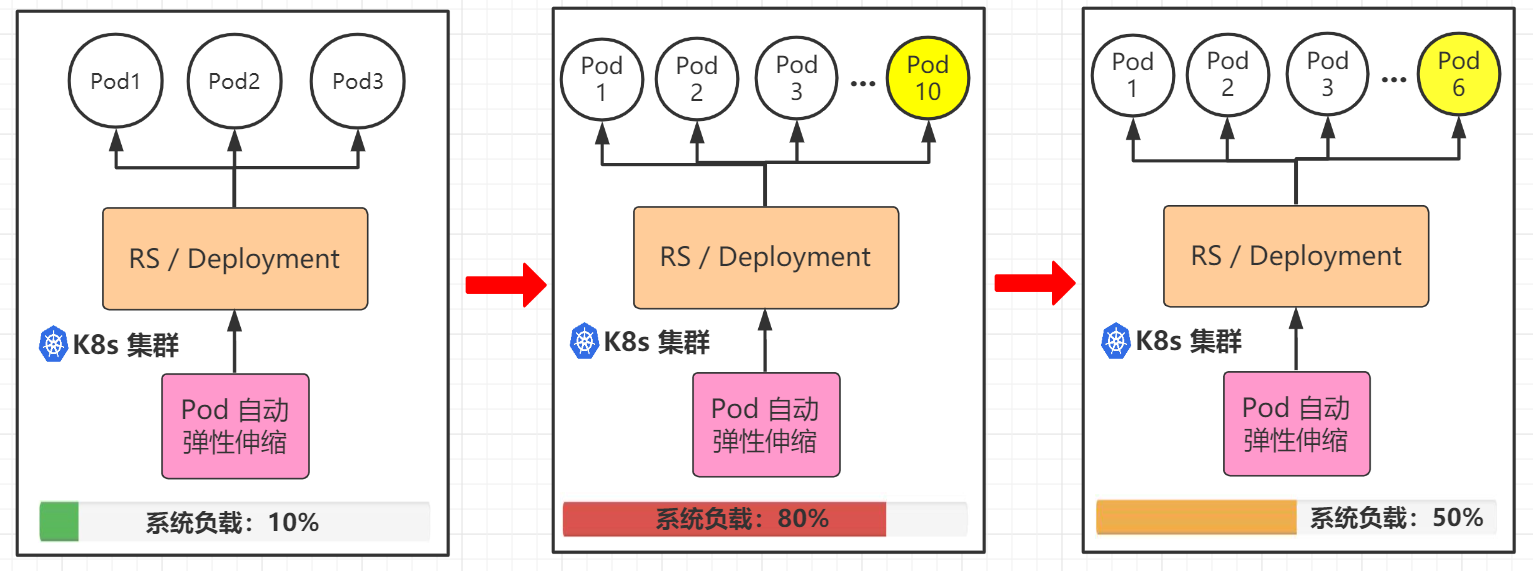 Pod1
Pod2
Pod3
RS / Deployment
K8s 集群
Pod 自动
弹性伸缩
系统负载：10%
Pod
1
Pod
2
Pod
3
...
Pod
10
RS / Deployment
K8s 集群
Pod 自动
弹性伸缩
系统负载：80%
Pod
1
Pod
2
Pod
3
...
Pod
6
RS / Deployment
K8s 集群
Pod 自动
弹性伸缩
系统负载：50%